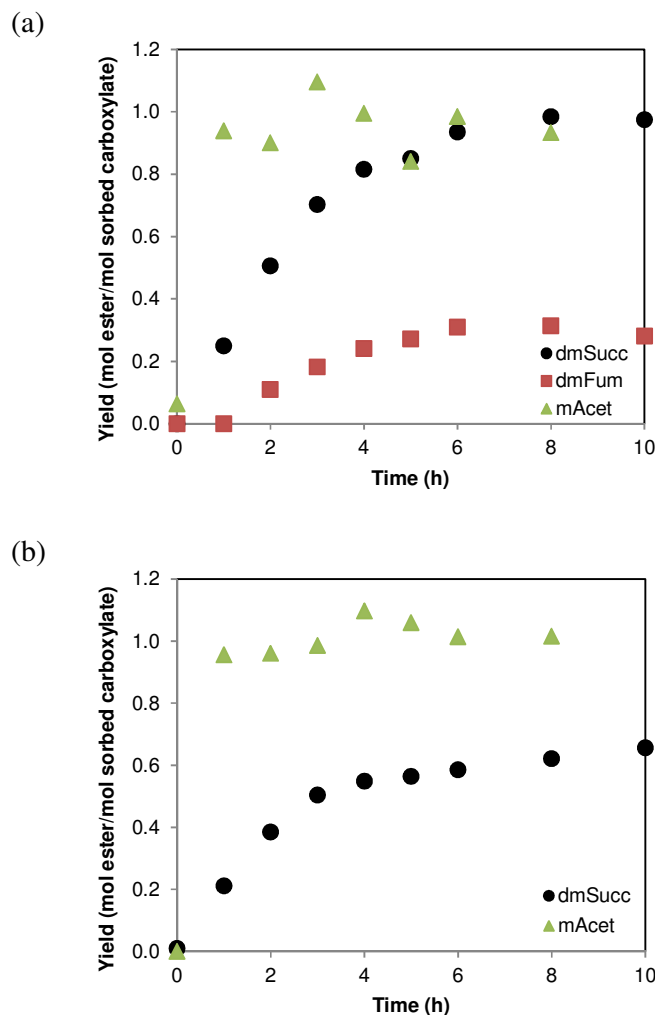 (a)
Yield (mol ester/mol sorbed carboxylate)
1.2
1.0
0.8
0.6
0.4
0.2
0.0
dmSucc
dmFum
mAcet
0 2 4 6 8 10
Time (h)
(b)
Yield (mol ester/mol sorbed carboxylate)
1.2
1.0
0.8
0.6
0.4
0.2
0.0
dmSucc
mAcet
0 2 4 6 8 10
Time (h)